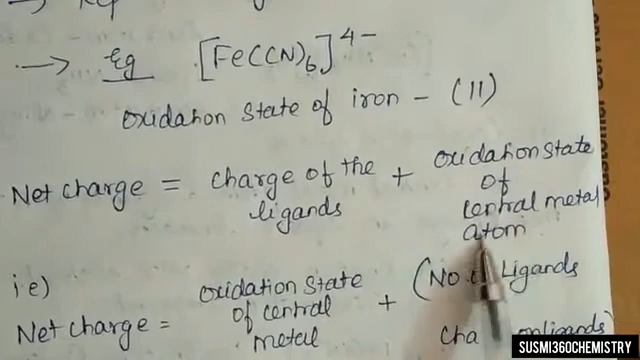 → Eg [Fe(CN)6]4-
oxidation state of iron - (II)
Net charge = charge of the ligands + oxidation state of central metal atom
ie)
Net charge = oxidation state of central metal + (No. Ligands
SUSMI360CHEMISTRY